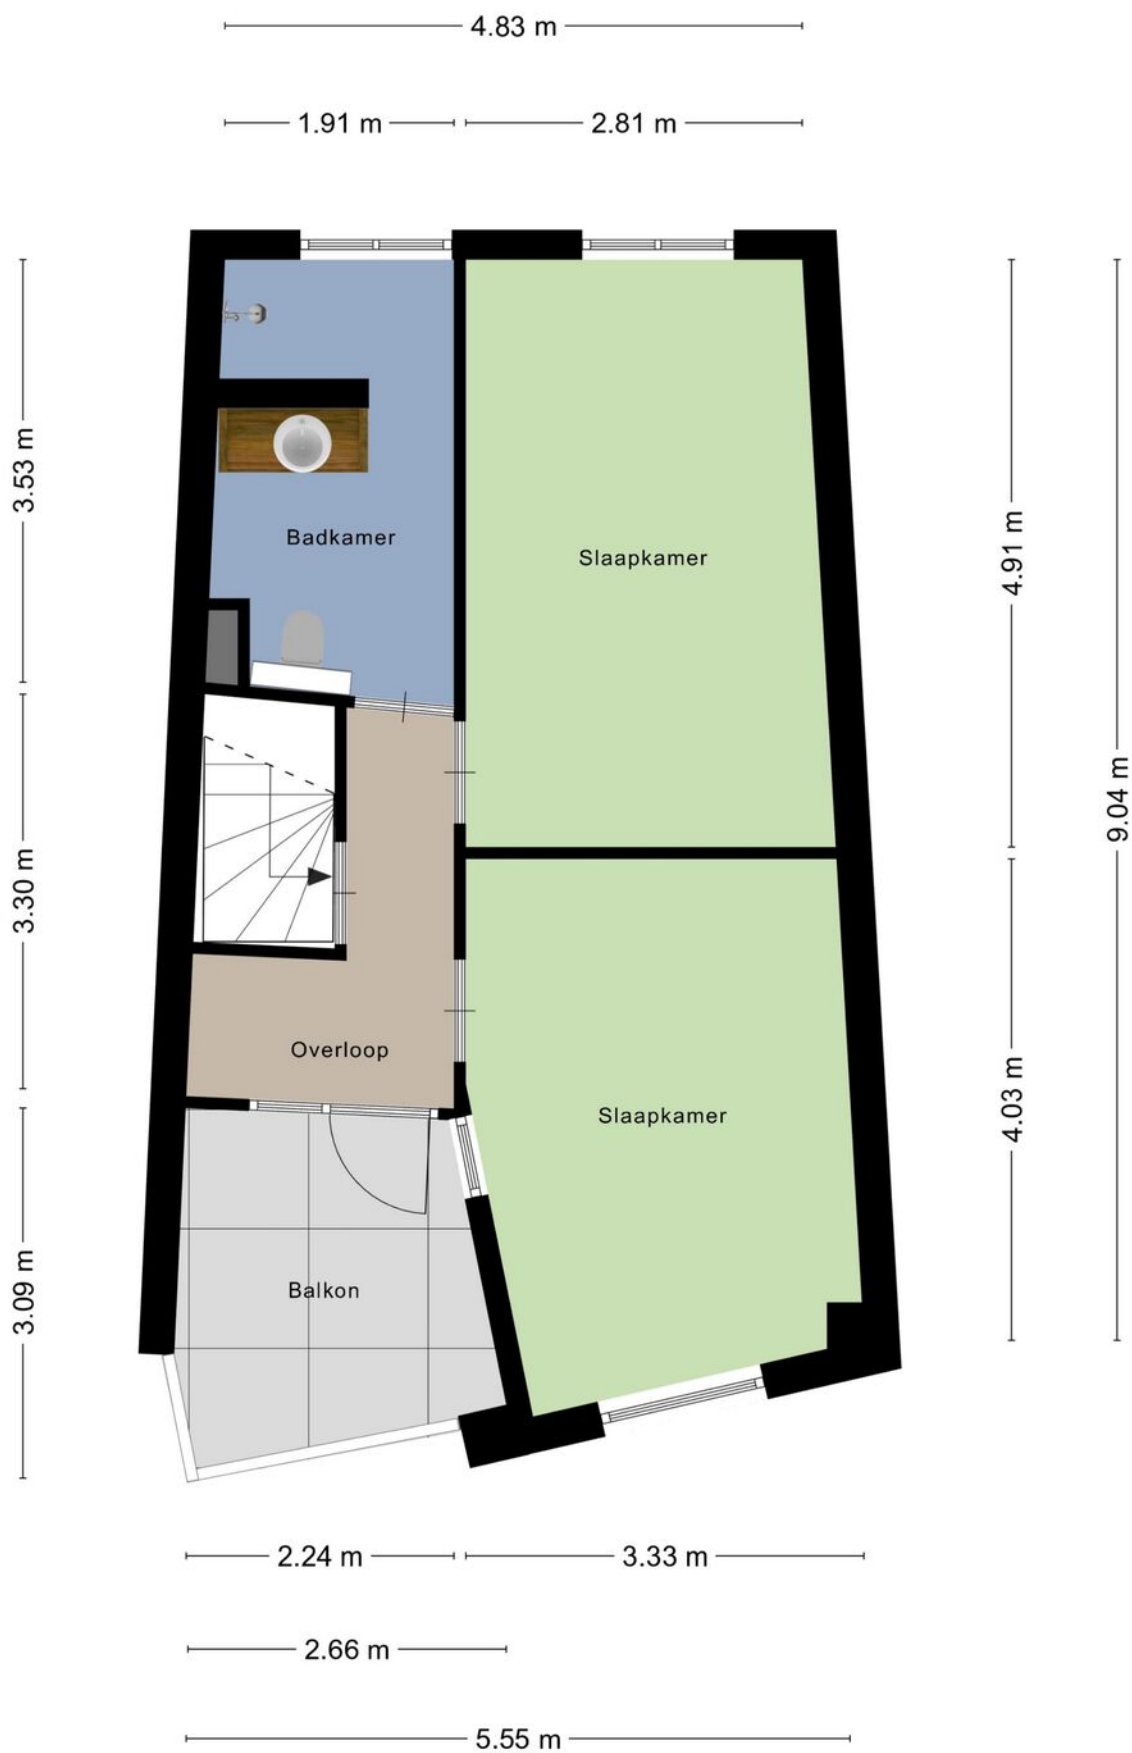 4.83 m
1.91 m
2.81 m
3.53 m
Badkamer
Slaapkamer
4.91 m
9.04 m
3.30 m
Overloop
4.03 m
Slaapkamer
3.09 m
Balkon
2.24 m
3.33 m
2.66 m
5.55 m